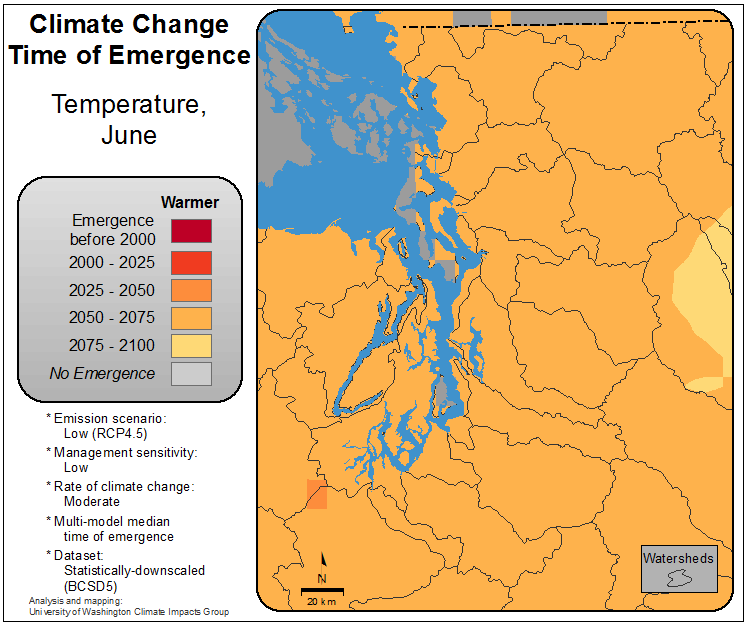 Climate Change
Time of Emergence
Temperature,
June
Warmer
Emergence
before 2000
2000 - 2025
2025 - 2050
2050 - 2075
2075 - 2100
No Emergence
* Emission scenario:
Low (RCP4.5)
* Management sensitivity:
Low
* Rate of climate change:
Moderate
* Multi-model median
time of emergence
* Dataset:
Statistically-downscaled
(BCSD5)
Analysis and mapping:
University of Washington Climate Impacts Group
N
20 km
Watersheds